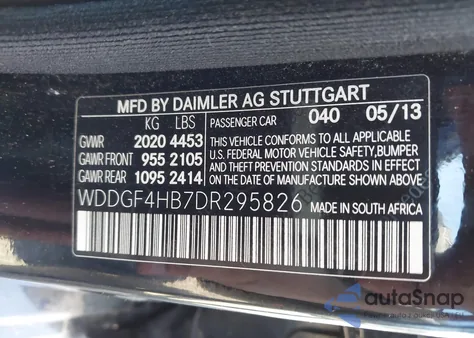 MFD BY DAIMLER AG STUTTGART
KG LBS PASSENGER CAR 040 05/13
GVWR 2020 4453
GAWR FRONT 955 2105
GAWR REAR 1095 2414
THIS VEHICLE CONFORMS TO ALL APPLICABLE
U.S. FEDERAL MOTOR VEHICLE SAFETY,BUMPER
AND THEFT PREVENTION STANDARDS IN EFFECT
ON THE DATE OF MANUFACTURE SHOWN ABOVE.
WDDGF4HB7DR295826 MADE IN SOUTH AFRICA
autoSnap